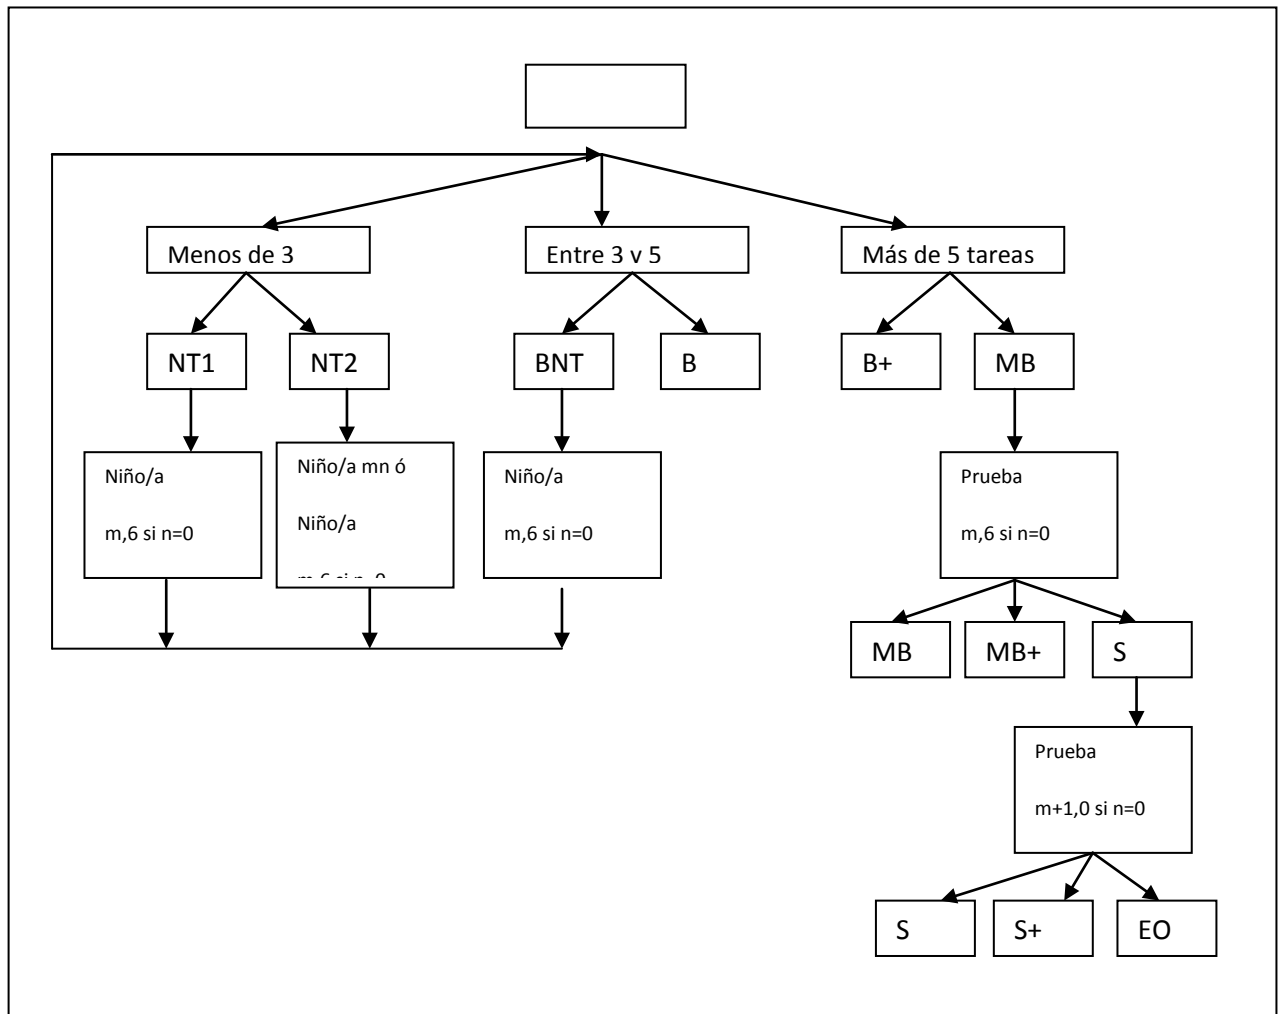 Menos de 3
Entre 3 y 5
Más de 5 tareas
NT1
NT2
BNT
B
B+
MB
Niño/a
m,6 si n=0
Niño/a mn ó
Niño/a
Niño/a
m,6 si n=0
Prueba
m,6 si n=0
MB
MB+
S
Prueba
m+1,0 si n=0
S
S+
EO